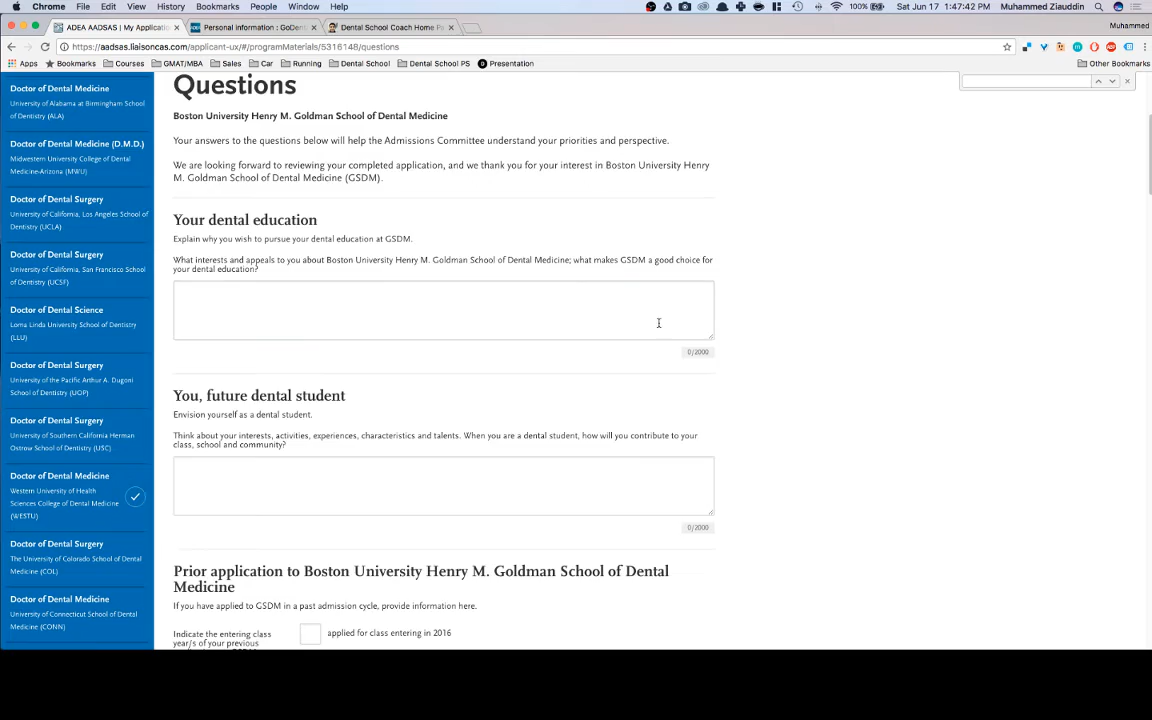 Chrome File Edit View History Bookmarks People Window Help 100% Sat Jun 17 1:47:42 PM Muhammed Ziauddin
ADEA AADSAS | My Applicatio Personal information : GoDent Dental School Coach Home Pa Muhammed
https://aadsas.liaisoncas.com/applicant-ux/#/programMaterials/5316148/questions
Apps Bookmarks Courses GMAT/MBA Sales Car Running Dental School Dental School PS Presentation Other Bookmarks
Doctor of Dental Medicine
University of Alabama at Birmingham School
of Dentistry (ALA)
Doctor of Dental Medicine (D.M.D.)
Midwestern University College of Dental
Medicine-Arizona (MWU)
Doctor of Dental Surgery
University of California, Los Angeles School of
Dentistry (UCLA)
Doctor of Dental Surgery
University of California, San Francisco School of
Dentistry (UCSF)
Doctor of Dental Science
Loma Linda University School of Dentistry
(LLU)
Doctor of Dental Surgery
University of the Pacific Arthur A. Dugoni
School of Dentistry (UOP)
Doctor of Dental Surgery
University of Southern California Herman
Ostrow School of Dentistry (USC)
Doctor of Dental Medicine
Western University of Health
Sciences College of Dental Medicine
(WESTU)
Doctor of Dental Surgery
The University of Colorado School of Dental
Medicine (COL)
Doctor of Dental Medicine
University of Connecticut School of Dental
Medicine (CONN)
Questions
Boston University Henry M. Goldman School of Dental Medicine
Your answers to the questions below will help the Admissions Committee understand your priorities and perspective.
We are looking forward to reviewing your completed application, and we thank you for your interest in Boston University Henry
M. Goldman School of Dental Medicine (GSDM).
Your dental education
Explain why you wish to pursue your dental education at GSDM.
What interests and appeals to you about Boston University Henry M. Goldman School of Dental Medicine; what makes GSDM a good choice for
your dental education?
0/2000
You, future dental student
Envision yourself as a dental student.
Think about your interests, activities, experiences, characteristics and talents. When you are a dental student, how will you contribute to your
class, school and community?
0/2000
Prior application to Boston University Henry M. Goldman School of Dental
Medicine
If you have applied to GSDM in a past admission cycle, provide information here.
Indicate the entering class
year/s of your previous
applied for class entering in 2016